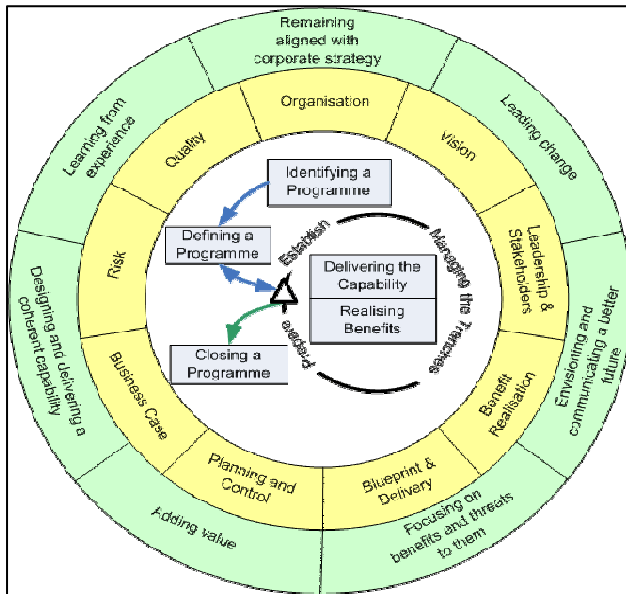 Remaining
aligned with
corporate strategy
Leading change
Envisioning and
communicating a better
future
Focusing on
benefits and threats
to them
Adding value
Designing and delivering a
coherent capability
Learning from
experience
Organisation
Vision
Leadership &
Stakeholders
Benefit
Realisation
Blueprint &
Delivery
Planning and
Control
Business Case
Risk
Quality
Identifying a
Programme
Defining a
Programme
Closing a
Programme
Establish
Managing the Tranches
Prepare
Delivering the
Capability
Realising
Benefits